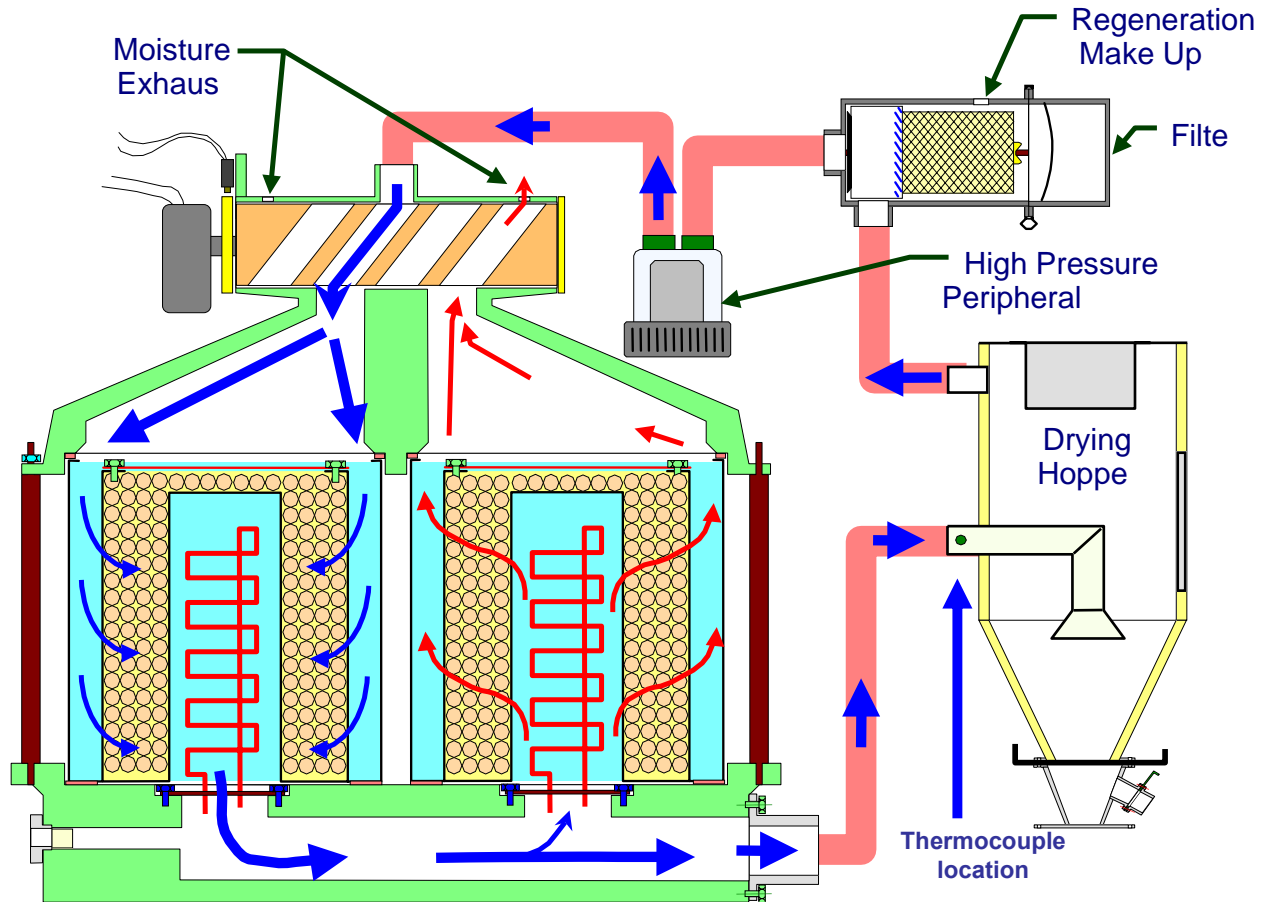 Moisture
Exhaus
Regeneration
Make Up
Filte
High Pressure
Peripheral
Drying
Hoppe
Thermocouple
location